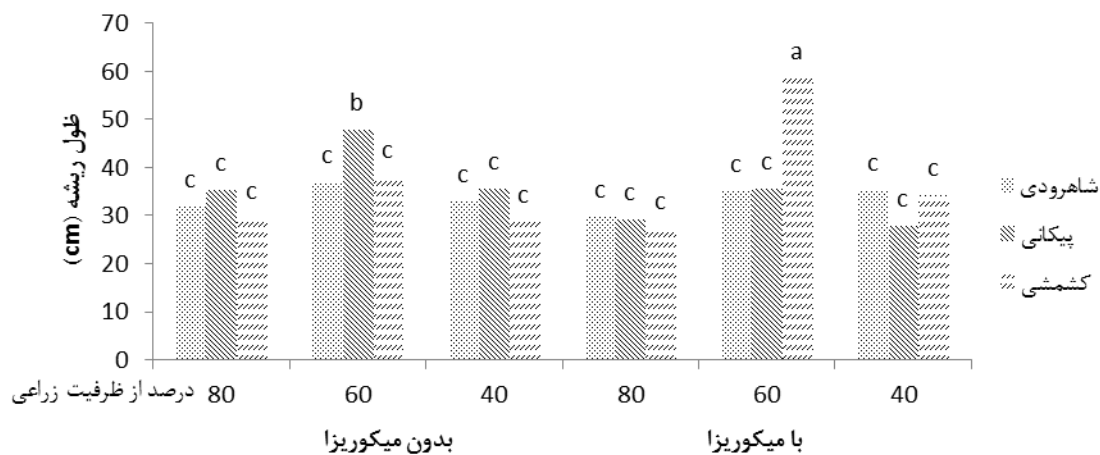 70
60
50
40
30
20
10
0
ظول ریشه (cm)
c c c c b c c c c c c c c c a c c c
شاهرودی
پیکانی
کشمشی
درصد از ظرفیت زراعی
80 60 40 80 60 40
بدون میکوریزا
با میکوریزا